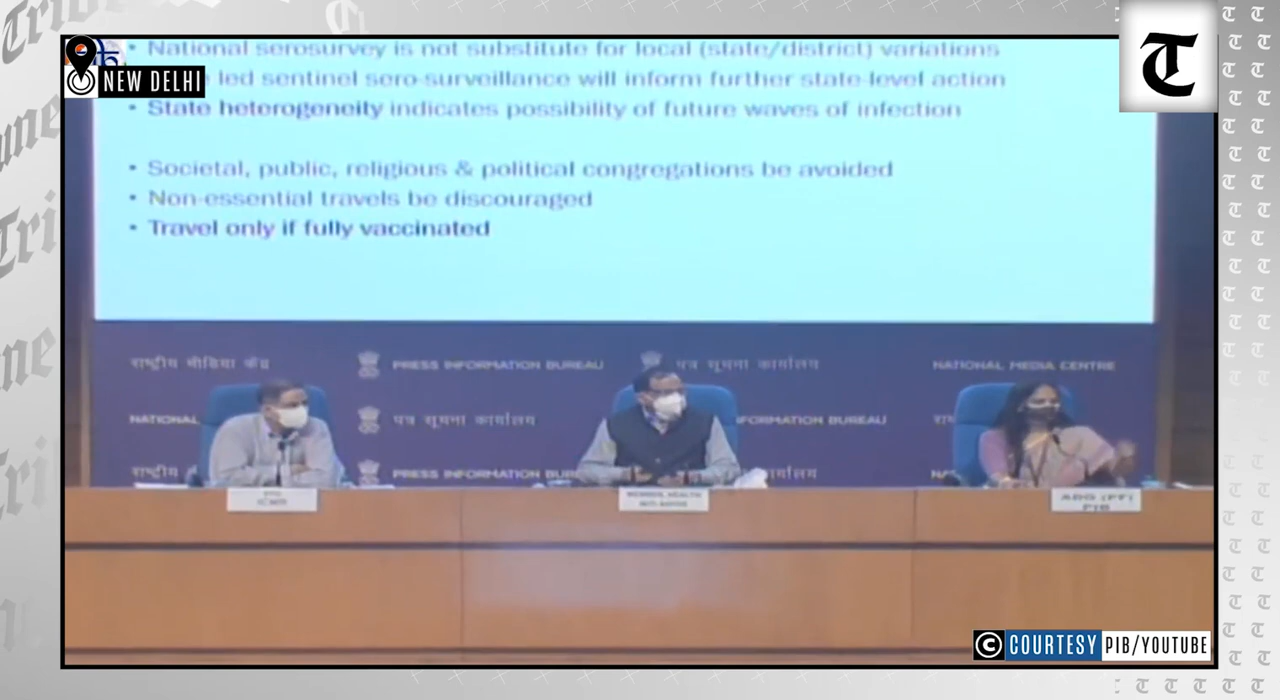 • National serosurvey is not substitute for local (state/district) variations
led sentinel sero-surveillance will inform further state-level action
• State heterogeneity indicates possibility of future waves of infection
• Societal, public, religious & political congregations be avoided
• Non-essential travels be discouraged
• Travel only if fully vaccinated
NEW DELHI
राष्ट्रीय मीडिया केंद्र PRESS INFORMATION BUREAU पत्र सूचना कार्यालय NATIONAL MEDIA CENTRE
NATIONAL पत्र सूचना कार्यालय FORMATION BUREAU
राष्ट्रीय PRESS INFORMATION कार्यालय
ICMR
MEMBER, HEALTH
NITI AAYOG
ADG (PF)
PIB
© COURTESY PIB/YOUTUBE